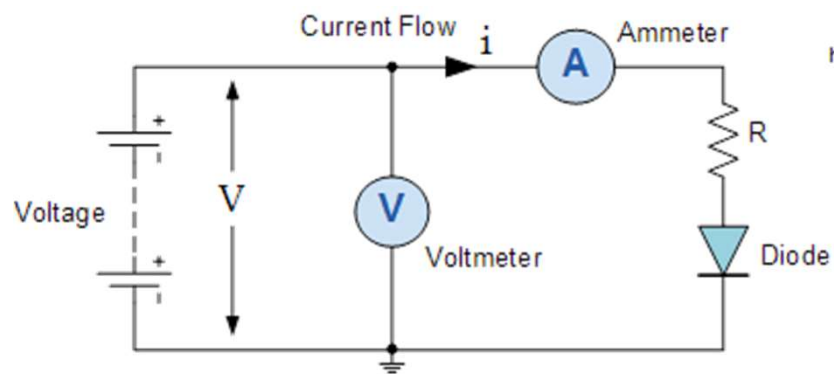 Current Flow
i
Ammeter
A
+
R
V
V
Voltage
Voltmeter
Diode
+